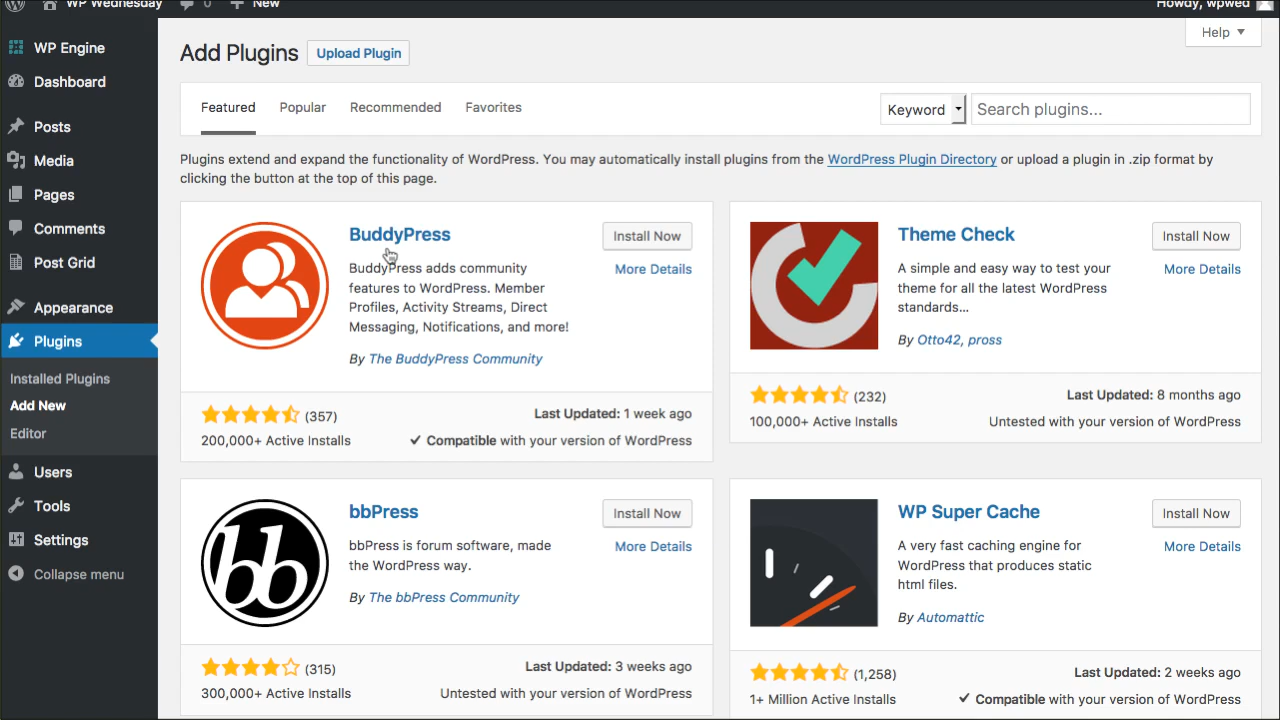 WP Wednesday 0 New Howdy, wpwed
Help
WP Engine
Dashboard
Posts
Media
Pages
Comments
Post Grid
Appearance
Plugins
Installed Plugins
Add New
Editor
Users
Tools
Settings
Collapse menu
Add Plugins Upload Plugin
Featured Popular Recommended Favorites Keyword Search plugins...
Plugins extend and expand the functionality of WordPress. You may automatically install plugins from the WordPress Plugin Directory or upload a plugin in .zip format by
clicking the button at the top of this page.
BuddyPress
Install Now
More Details
BuddyPress adds community
features to WordPress. Member
Profiles, Activity Streams, Direct
Messaging, Notifications, and more!
By The BuddyPress Community
(357)
Last Updated: 1 week ago
200,000+ Active Installs
Compatible with your version of WordPress
Theme Check
Install Now
More Details
A simple and easy way to test your
theme for all the latest WordPress
standards...
By Otto42, pross
(232)
Last Updated: 8 months ago
100,000+ Active Installs
Untested with your version of WordPress
bb
bbPress
Install Now
More Details
bbPress is forum software, made
the WordPress way.
By The bbPress Community
(315)
Last Updated: 3 weeks ago
300,000+ Active Installs
Untested with your version of WordPress
WP Super Cache
Install Now
More Details
A very fast caching engine for
WordPress that produces static
html files.
By Automattic
(1,258)
Last Updated: 2 weeks ago
1+ Million Active Installs
Compatible with your version of WordPress